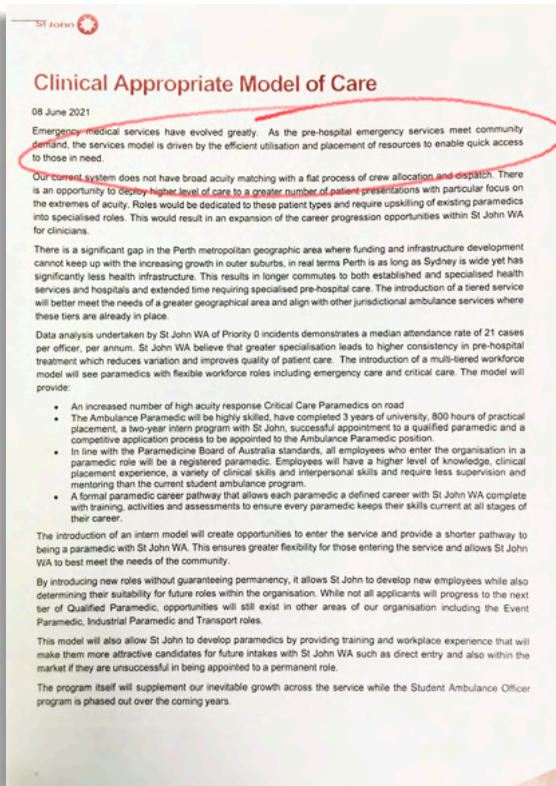 St John
Clinical Appropriate Model of Care
08 June 2021
Emergency medical services have evolved greatly. As the pre-hospital emergency services meet community
demand, the services model is driven by the efficient utilisation and placement of resources to enable quick access
to those in need.
Our current system does not have broad acuity matching with a flat process of crew allocation and dispatch. There
is an opportunity to deploy higher level of care to a greater number of patient presentations with particular focus on
the extremes of acuity. Roles would be dedicated to these patient types and require upskilling of existing paramedics
into specialised roles. This would result in an expansion of the career progression opportunities within St John WA
for clinicians.
There is a significant gap in the Perth metropolitan geographic area where funding and infrastructure development
cannot keep up with the increasing growth in outer suburbs, in real terms Perth is as long as Sydney is wide yet has
significantly less health infrastructure. This results in longer commutes to both established and specialised health
services and hospitals and extended time requiring specialised pre-hospital care. The introduction of a tiered service
will better meet the needs of a greater geographical area and align with other jurisdictional ambulance services where
these tiers are already in place.
Data analysis undertaken by St John WA of Priority 0 incidents demonstrates a median attendance rate of 21 cases
per officer, per annum. St John WA believe that greater specialisation leads to higher consistency in pre-hospital
treatment which reduces variation and improves quality of patient care. The introduction of a multi-tiered workforce
model will see paramedics with flexible workforce roles including emergency care and critical care. The model will
provide:
• An increased number of high acuity response Critical Care Paramedics on road
• The Ambulance Paramedic will be highly skilled, have completed 3 years of university, 800 hours of practical
placement, a two-year intern program with St John, successful appointment to a qualified paramedic and a
competitive application process to be appointed to the Ambulance Paramedic position.
• In line with the Paramedicine Board of Australia standards, all employees who enter the organisation in a
paramedic role will be a registered paramedic. Employees will have a higher level of knowledge, clinical
placement experience, a variety of clinical skills and interpersonal skills and require less supervision and
mentoring than the current student ambulance program.
• A formal paramedic career pathway that allows each paramedic a defined career with St John WA complete
with training, activities and assessments to ensure every paramedic keeps their skills current at all stages of
their career.
The introduction of an intern model will create opportunities to enter the service and provide a shorter pathway to
being a paramedic with St John WA. This ensures greater flexibility for those entering the service and allows St John
WA to best meet the needs of the community.
By introducing new roles without guaranteeing permanency, it allows St John to develop new employees while also
determining their suitability for future roles within the organisation. While not all applicants will progress to the next
tier of Qualified Paramedic, opportunities will still exist in other areas of our organisation including the Event
Paramedic, Industrial Paramedic and Transport roles.
This model will also allow St John to develop paramedics by providing training and workplace experience that will
make them more attractive candidates for future intakes with St John WA such as direct entry and also within the
market if they are unsuccessful in being appointed to a permanent role.
The program itself will supplement our inevitable growth across the service while the Student Ambulance Officer
program is phased out over the coming years.